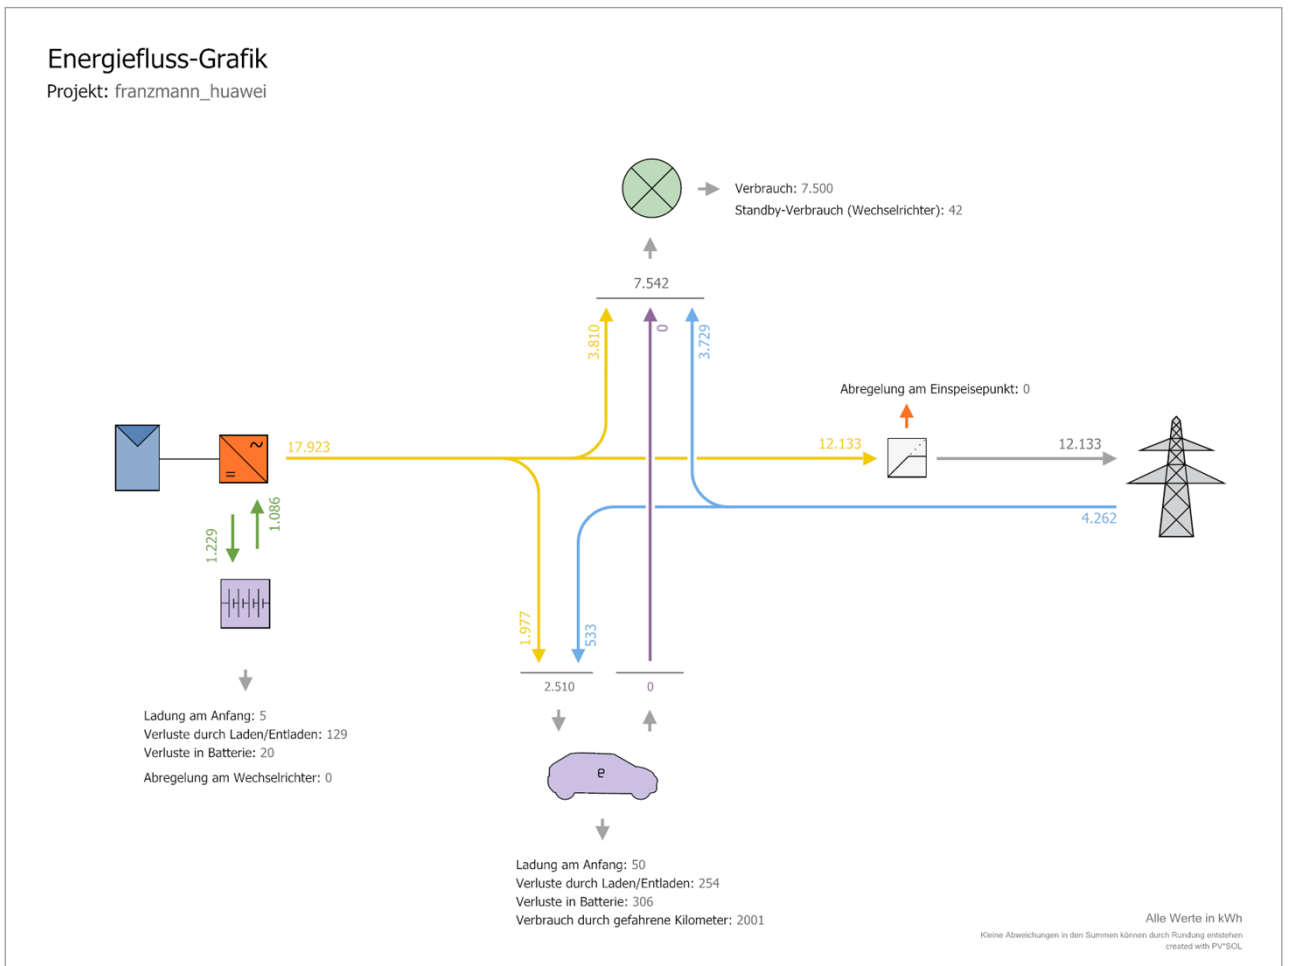 Energiefluss-Grafik
Projekt: franzmann_huawei
Verbrauch: 7.500
Standby-Verbrauch (Wechselrichter): 42
7.542
3.810
0
3.729
Abregelung am Einspeisepunkt: 0
17.923
12.133
12.133
4.262
1.229
1.086
1.977
533
2.510
0
Ladung am Anfang: 5
Verluste durch Laden/Entladen: 129
Verluste in Batterie: 20
Abregelung am Wechselrichter: 0
e
Ladung am Anfang: 50
Verluste durch Laden/Entladen: 254
Verluste in Batterie: 306
Verbrauch durch gefahrene Kilometer: 2001
Alle Werte in kWh
Kleine Abweichungen in den Summen können durch Rundung entstehen
created with PV*SOL